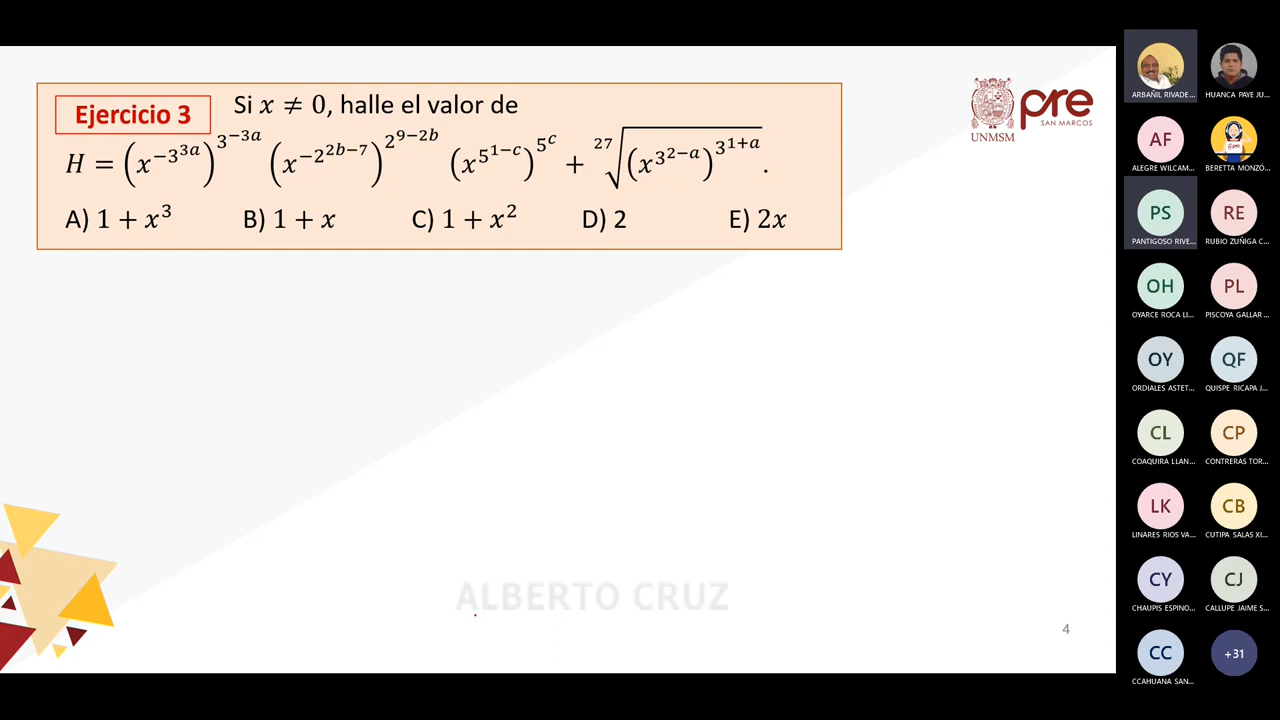 Ejercicio 3 Si x ≠ 0, halle el valor de
H = (x^{-3^{3a}})^{3^{-3a}} (x^{-2^{2b-7}})^{2^{9-2b}} (x^{5^{1-c}})^{5^c} + \sqrt[27]{(x^{3^{2-a}})^{3^{1+a}}}.
A) 1 + x³ B) 1 + x C) 1 + x² D) 2 E) 2x
UNMSM
pre
SAN MARCOS
ALBERTO CRUZ
4
ARBAÑIL RIVADE... HUANCA PAYE JU...
AF
ALEGRE WILCAM... BERETTA MONZÓ...
PS RE
PANTIGOSO RIVE... RUBIO ZUÑIGA C...
OH PL
OYARCE ROCA LI... PISCOYA GALLAR...
OY QF
ORDIALES ASTET... QUISPE RICAPA J...
CL CP
COAQUIRA LLAN... CONTRERAS TOR...
LK CB
LINARES RIOS VA... CUTIPA SALAS XI...
CY CJ
CHAUPIS ESPINO... CALLUPE JAIME S...
CC +31
CCAHUANA SAN...